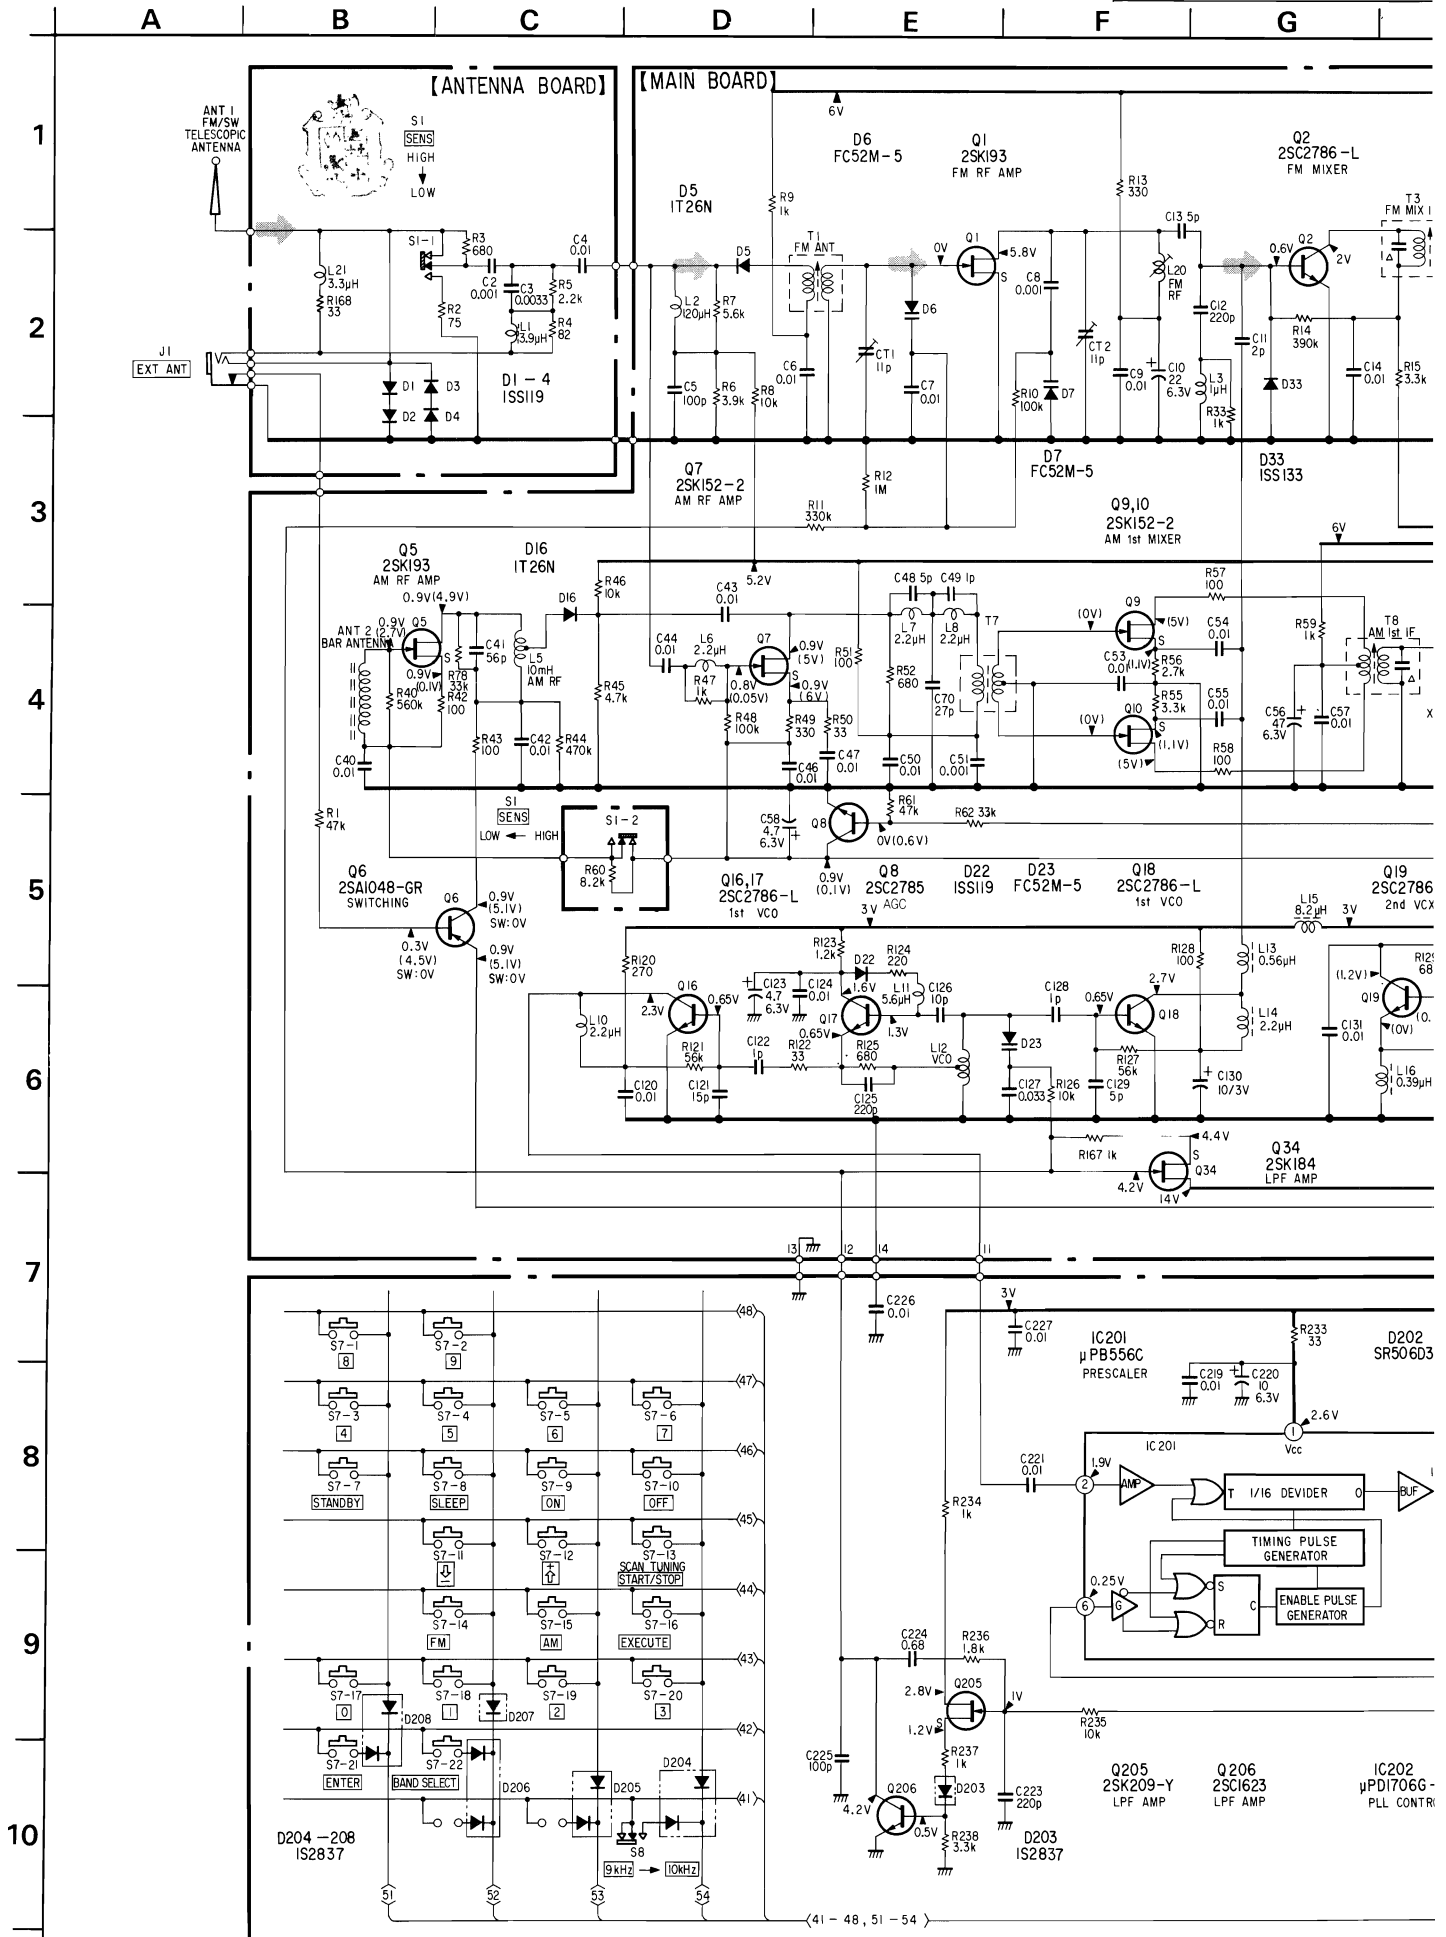 A B C D E F G
1
2
3
4
5
6
7
8
9
10
【ANTENNA BOARD】
【MAIN BOARD】
ANT 1
FM/SW
TELESCOPIC
ANTENNA
S1
SENS
HIGH
LOW
6V
D6
FC52M-5
Q1
2SK193
FM RF AMP
Q2
2SC2786-L
FM MIXER
D5
1T26N
R9
1k
R13
330
C13 5p
T3
FM MIX I
S1-1
R3
680
C4
0.01
T1
FM ANT
D5
0V
Q1
5.8V
S
0.6V
Q2
2V
L21
3.3μH
R168
33
C2
0.001
C3
0.0033
R5
2.2k
R2
75
L1
3.9μH
R4
82
L2
120μH
R7
5.6k
D6
C8
0.001
L20
FM
RF
C12
220p
C11
2p
R14
390k
J1
EXT ANT
D1
D3
D2
D4
D1-4
1SS119
C5
100p
R6
3.9k
R8
10k
C6
0.01
CT1
11p
C7
0.01
R10
100k
D7
CT2
11p
C9
0.01
C10
22
6.3V
L3
1μH
R33
1k
D33
C14
0.01
R15
3.3k
Q7
2SK152-2
AM RF AMP
R12
1M
R11
330k
D7
FC52M-5
D33
1SS133
Q9,10
2SK152-2
AM 1st MIXER
6V
Q5
2SK193
AM RF AMP
D16
1T26N
0.9V(4.9V)
D16
R46
10k
5.2V
C43
0.01
C48 5p
C49 1p
R57
100
ANT 2
BAR ANTENNA
0.9V
(2.7V)
Q5
S
0.9V
(0.1V)
R40
560k
R78
33k
R42
100
C41
56p
L5
10mH
AM RF
C44
0.01
L6
2.2μH
R47
1k
Q7
0.9V
(5V)
S
0.8V
(0.05V)
0.9V
(6V)
R51
100
L7
2.2μH
L8
2.2μH
T7
R52
680
C70
27p
(0V)
Q9
(5V)
S
(1.1V)
C53
0.01
R56
2.7k
R55
3.3k
C54
0.01
C55
0.01
(0V)
Q10
S
(1.1V)
(5V)
R58
100
R59
1k
T8
AM 1st IF
C56
47
6.3V
C57
0.01
X
C40
0.01
R43
100
C42
0.01
R44
470k
R45
4.7k
R48
100k
R49
330
R50
33
C46
0.01
C47
0.01
C50
0.01
C51
0.001
R1
47k
S1
SENS
LOW
HIGH
S1-2
R60
8.2k
C58
4.7
6.3V
Q8
R61
47k
R62 33k
0V(0.6V)
0.9V
(0.1V)
Q6
2SA1048-GR
SWITCHING
Q16,17
2SC2786-L
1st VCO
Q8
2SC2785
AGC
D22
1SS119
D23
FC52M-5
Q18
2SC2786-L
1st VCO
Q19
2SC2786
2nd VCX
Q6
0.9V
(5.1V)
SW:0V
0.3V
(4.5V)
SW:0V
0.9V
(5.1V)
SW:0V
3V
L15
8.2μH
3V
R120
270
R123
1.2k
D22
R124
220
R128
100
L13
0.56μH
(1.2V)
R129
68
L10
2.2μH
2.3V
Q16
0.65V
C123
4.7
6.3V
C124
0.01
1.6V
L11
5.6μH
C126
10p
Q17
1.3V
0.65V
C128
1p
0.65V
2.7V
Q18
L14
2.2μH
C131
0.01
Q19
(0V)
(0.
R121
56k
C122
1p
R122
33
R125
680
L12
VCO
D23
R127
56k
C120
0.01
C121
15p
C125
220p
C127
0.033
R126
10k
C129
5p
C130
10/3V
L16
0.39μH
R167 1k
4.4V
S
Q34
4.2V
14V
Q34
2SK184
LPF AMP
13 12 14 11
C226
0.01
3V
C227
0.01
IC201
μPB556C
PRESCALER
R233
33
D202
SR506D3
C219
0.01
C220
10
6.3V
S7-1
8
S7-2
9
48
S7-3
4
S7-4
5
S7-5
6
S7-6
7
47
S7-7
STANDBY
S7-8
SLEEP
S7-9
ON
S7-10
OFF
46
S7-11
S7-12
S7-13
SCAN TUNING
START/STOP
45
S7-14
FM
S7-15
AM
S7-16
EXECUTE
44
S7-17
0
S7-18
1
S7-19
2
S7-20
3
43
D208
D207
S7-21
ENTER
S7-22
BAND SELECT
42
D206
D205
D204
41
S8
9kHz
10kHz
D204-208
1S2837
51 52 53 54
41-48, 51-54
C221
0.01
2.6V
1
Vcc
IC201
1.9V
2
AMP
T 1/16 DEVIDER O
BUF
TIMING PULSE
GENERATOR
0.25V
6
G
S
R
C
ENABLE PULSE
GENERATOR
R234
1k
C224
0.68
R236
1.8k
2.8V
Q205
1V
S
1.2V
R235
10k
C225
100p
R237
1k
D203
C223
220p
Q206
4.2V
0.5V
R238
3.3k
D203
1S2837
Q205
2SK209-Y
LPF AMP
Q206
2SC1623
LPF AMP
IC202
μPD1706G-
PLL CONTRO